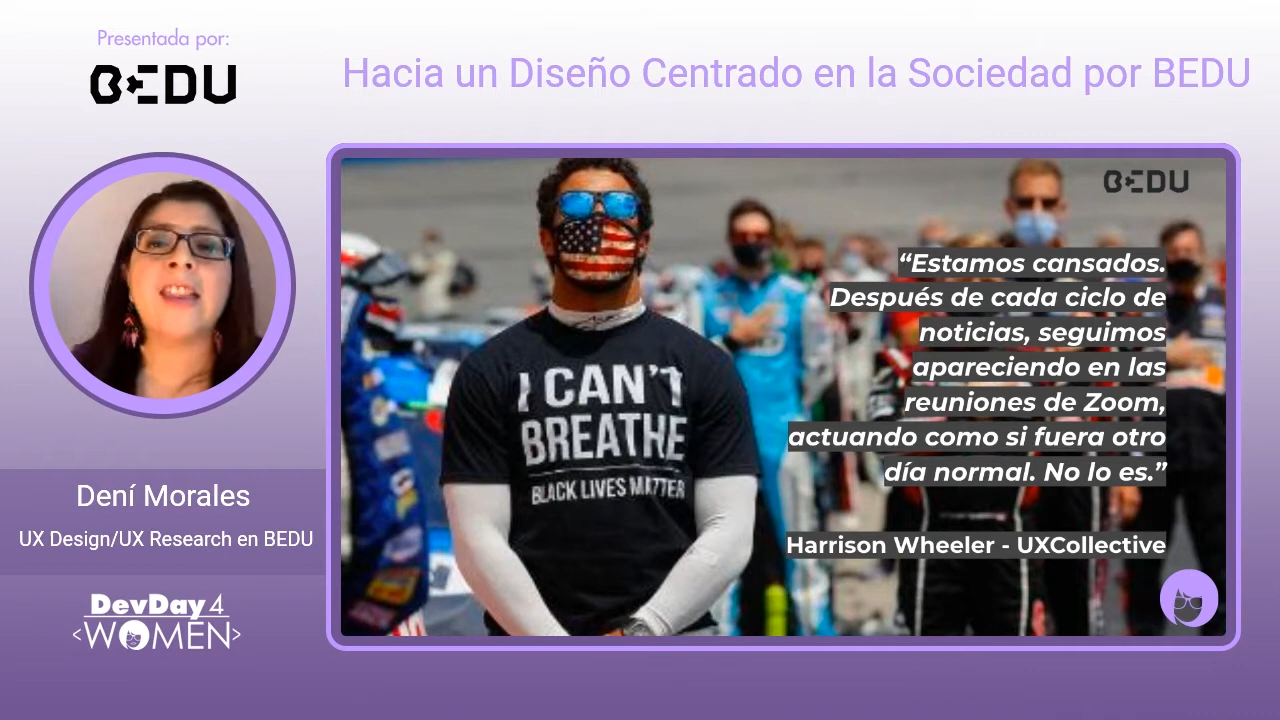 Presentada por:
BEDU
Hacia un Diseño Centrado en la Sociedad por BEDU
BEDU
I CAN'T
BREATHE
BLACK LIVES MATTER
“Estamos cansados.
Después de cada ciclo de
noticias, seguimos
apareciendo en las
reuniones de Zoom,
actuando como si fuera otro
día normal. No lo es.”
Harrison Wheeler - UXCollective
Dení Morales
UX Design/UX Research en BEDU
DevDay4
<WOMEN>